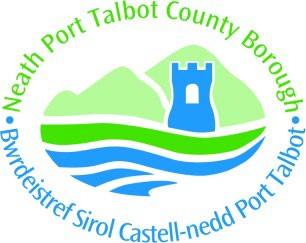 • Neath Port Talbot County Borough •
Bwrdeistref Sirol Castell-nedd Port Talbot